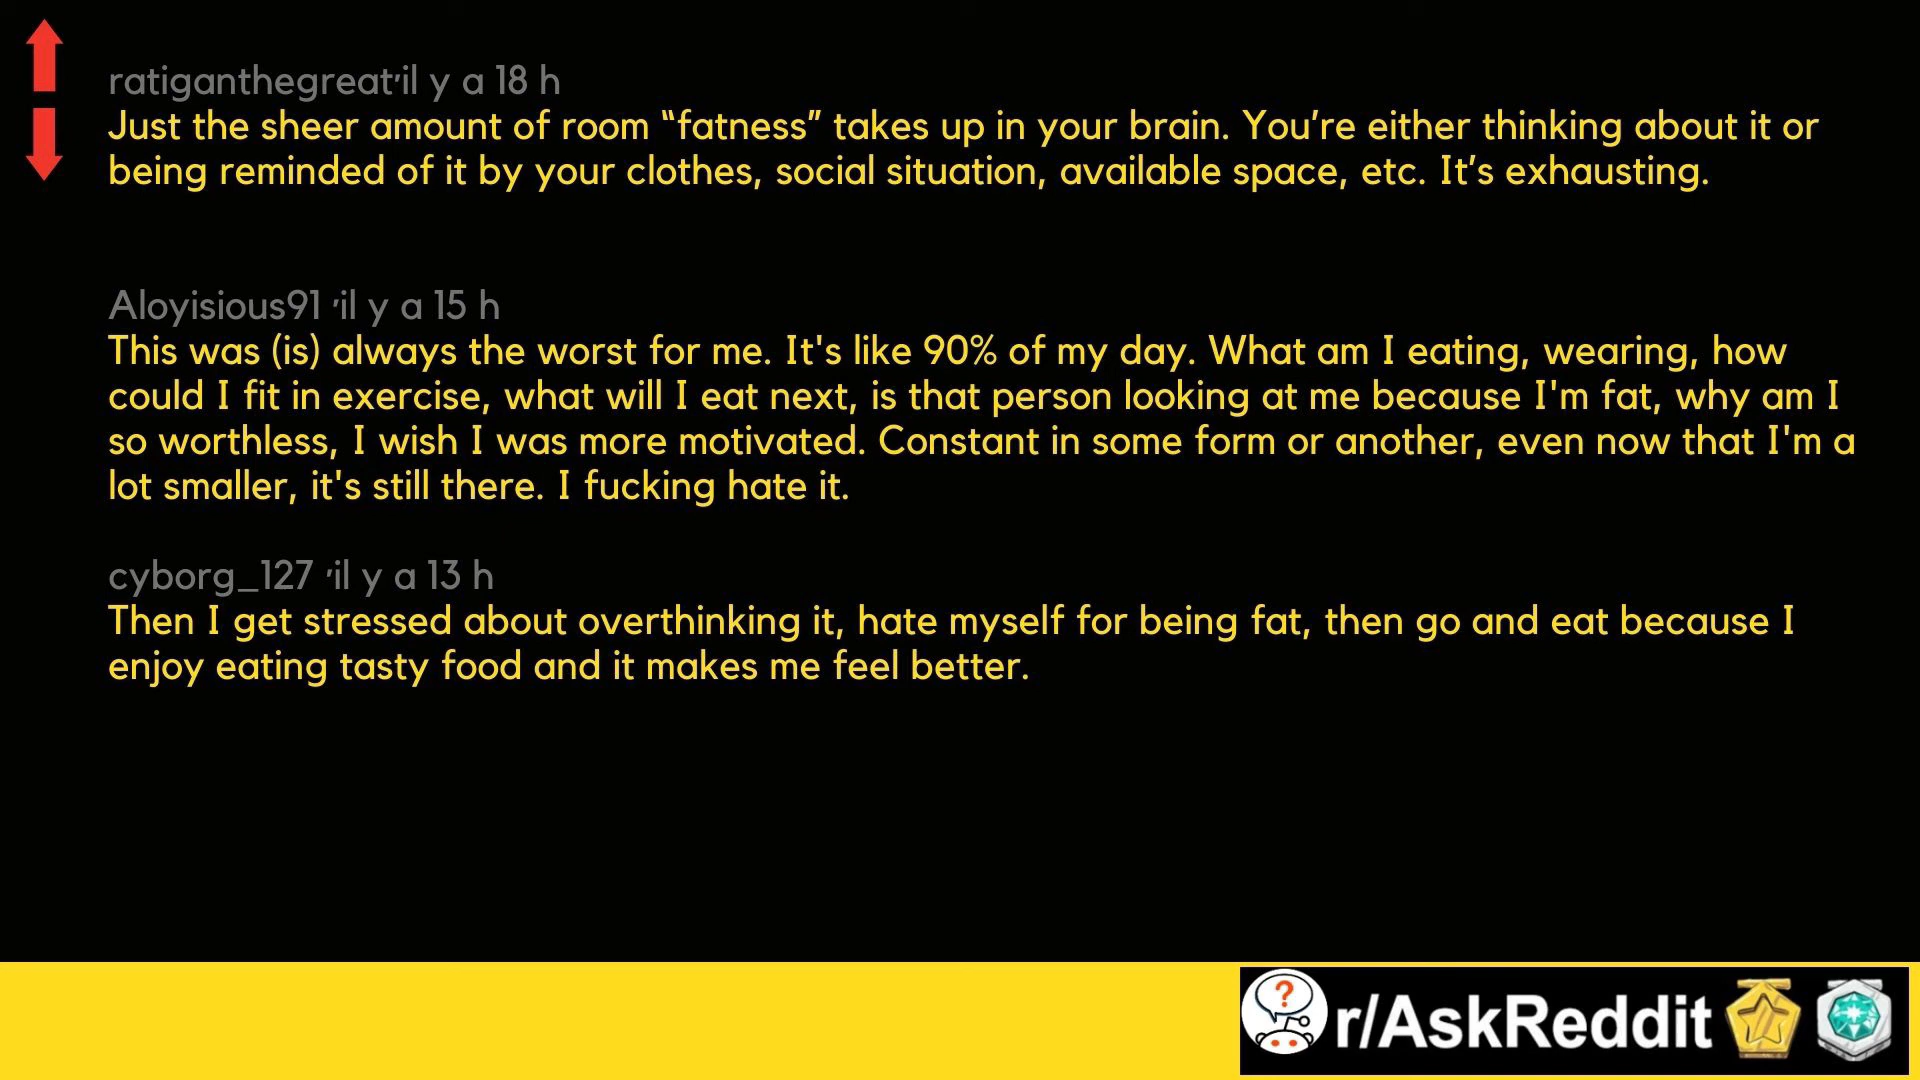 ratiganthegreat·il y a 18 h
Just the sheer amount of room “fatness” takes up in your brain. You’re either thinking about it or
being reminded of it by your clothes, social situation, available space, etc. It’s exhausting.
Aloyisious91 ·il y a 15 h
This was (is) always the worst for me. It's like 90% of my day. What am I eating, wearing, how
could I fit in exercise, what will I eat next, is that person looking at me because I'm fat, why am I
so worthless, I wish I was more motivated. Constant in some form or another, even now that I'm a
lot smaller, it's still there. I fucking hate it.
cyborg_127 ·il y a 13 h
Then I get stressed about overthinking it, hate myself for being fat, then go and eat because I
enjoy eating tasty food and it makes me feel better.
?
r/AskReddit